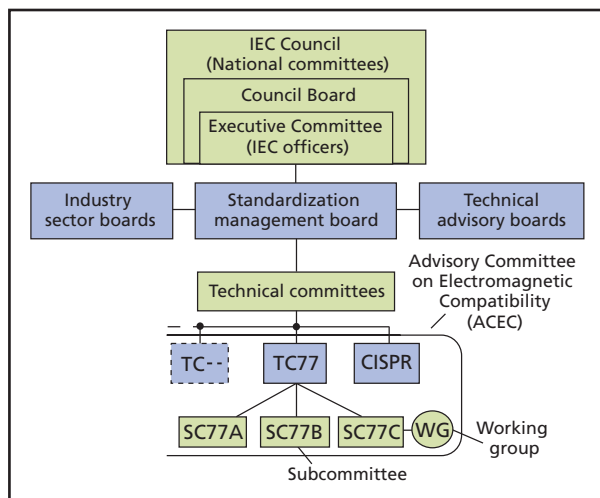 IEC Council
(National committees)
Council Board
Executive Committee
(IEC officers)
Industry
sector boards
Standardization
management board
Technical
advisory boards
Technical committees
Advisory Committee
on Electromagnetic
Compatibility
(ACEC)
TC--
TC77
CISPR
SC77A
SC77B
SC77C
WG
Working
group
Subcommittee